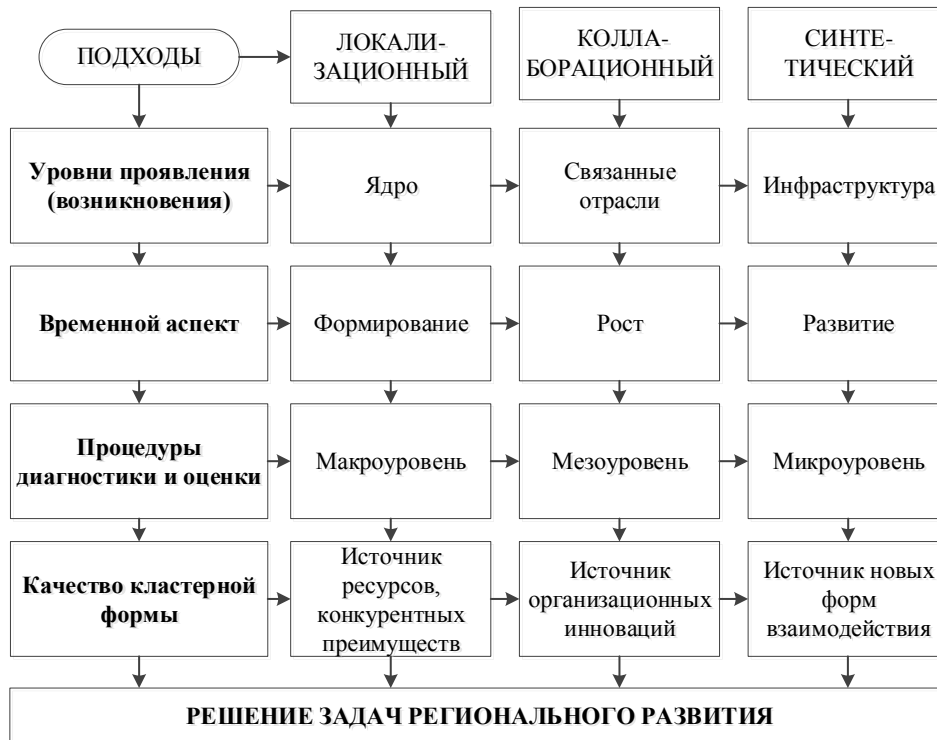 ПОДХОДЫ
ЛОКАЛИ-
ЗАЦИОННЫЙ
КОЛЛА-
БОРАЦИОННЫЙ
СИНТЕ-
ТИЧЕСКИЙ
Уровни проявления
(возникновения)
Ядро
Связанные
отрасли
Инфраструктура
Временной аспект
Формирование
Рост
Развитие
Процедуры
диагностики и оценки
Макроуровень
Мезоуровень
Микроуровень
Качество кластерной
формы
Источник
ресурсов,
конкурентных
преимуществ
Источник
организационных
инноваций
Источник новых
форм
взаимодействия
РЕШЕНИЕ ЗАДАЧ РЕГИОНАЛЬНОГО РАЗВИТИЯ